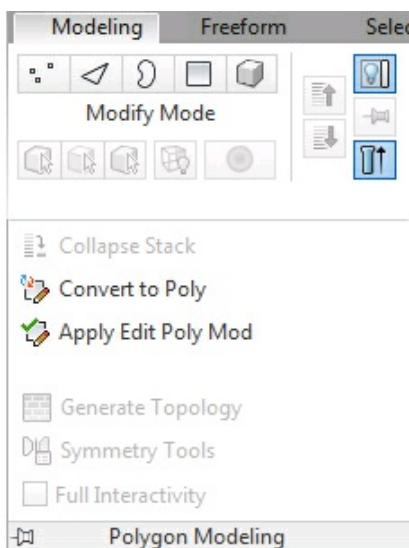 Modeling Freeform
Modify Mode
Collapse Stack
Convert to Poly
Apply Edit Poly Mod
Generate Topology
Symmetry Tools
Full Interactivity
Polygon Modeling